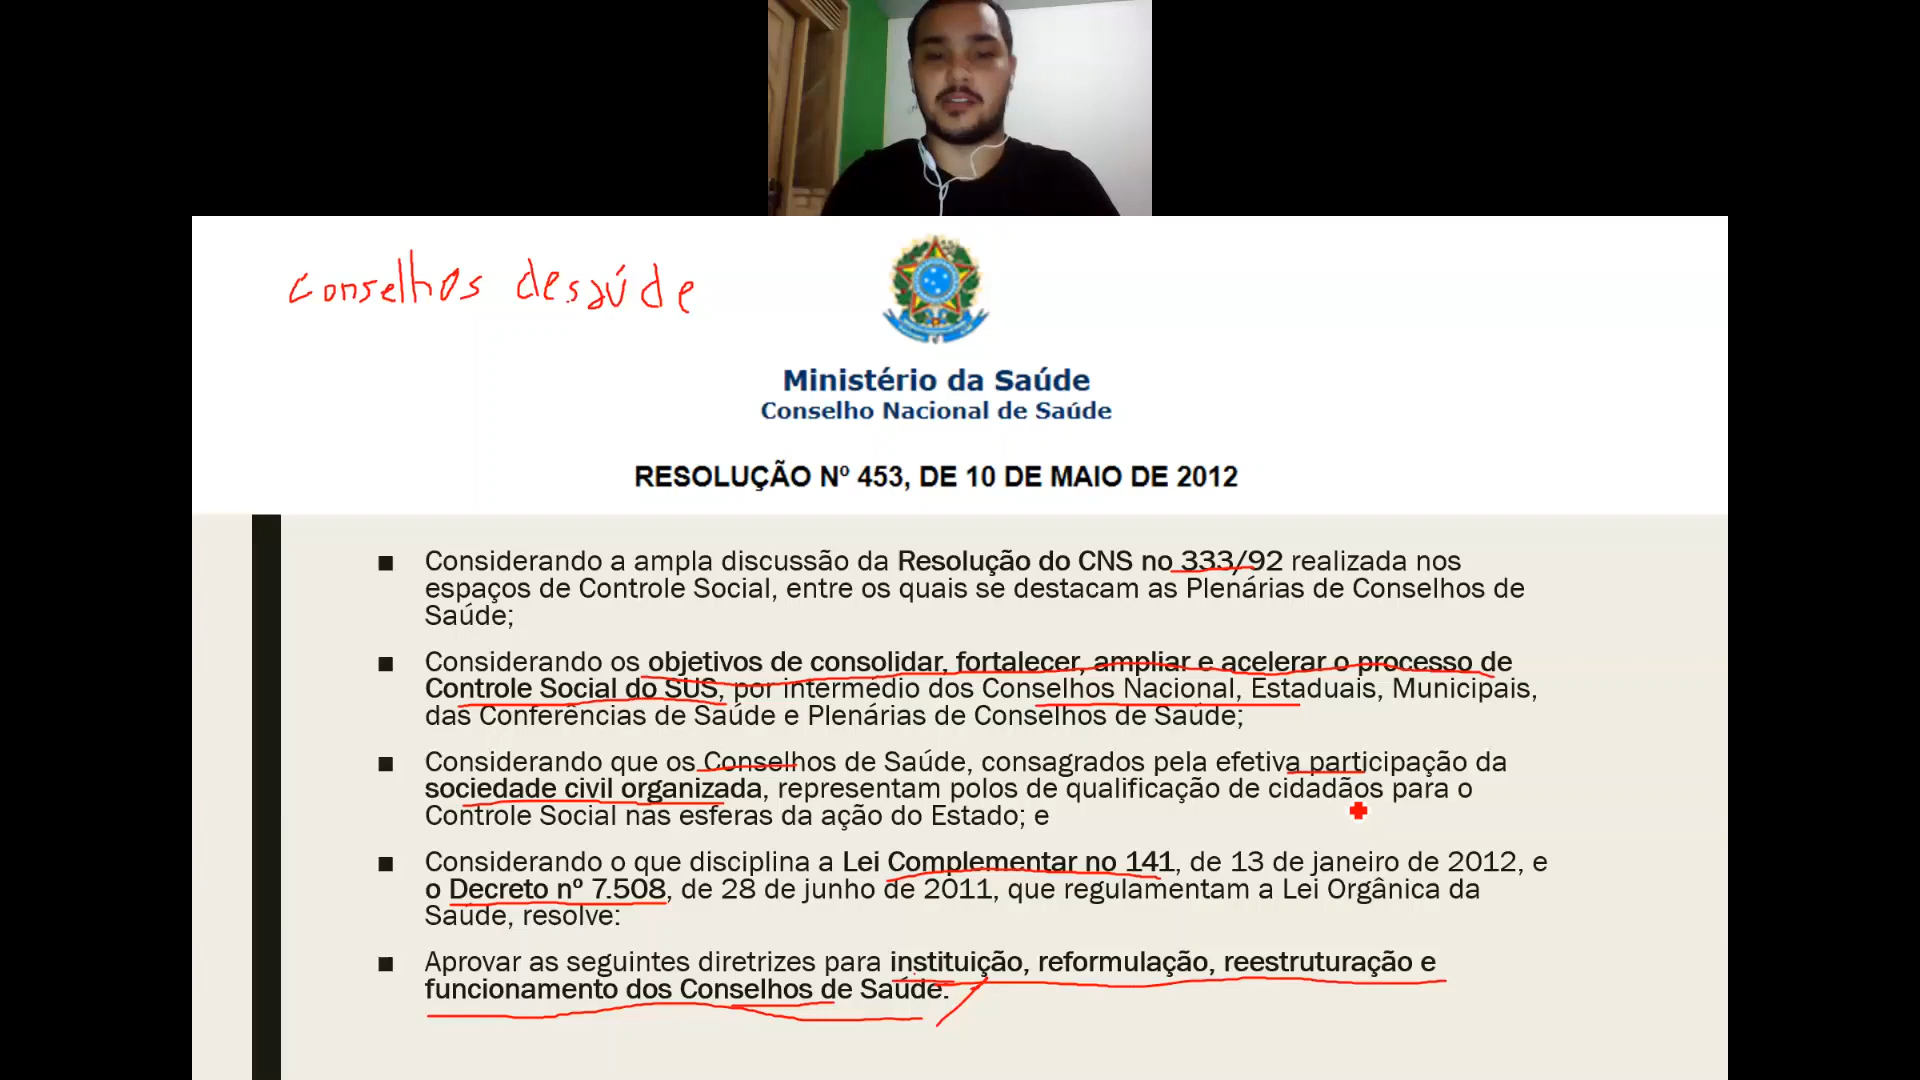 conselhos de saúde
Ministério da Saúde
Conselho Nacional de Saúde
RESOLUÇÃO Nº 453, DE 10 DE MAIO DE 2012
■ Considerando a ampla discussão da Resolução do CNS no 333/92 realizada nos
espaços de Controle Social, entre os quais se destacam as Plenárias de Conselhos de
Saúde;
■ Considerando os objetivos de consolidar, fortalecer, ampliar e acelerar o processo de
Controle Social do SUS, por intermédio dos Conselhos Nacional, Estaduais, Municipais,
das Conferências de Saúde e Plenárias de Conselhos de Saúde;
■ Considerando que os Conselhos de Saúde, consagrados pela efetiva participação da
sociedade civil organizada, representam polos de qualificação de cidadãos para o
Controle Social nas esferas da ação do Estado; e
■ Considerando o que disciplina a Lei Complementar no 141, de 13 de janeiro de 2012, e
o Decreto nº 7.508, de 28 de junho de 2011, que regulamentam a Lei Orgânica da
Saúde, resolve:
■ Aprovar as seguintes diretrizes para instituição, reformulação, reestruturação e
funcionamento dos Conselhos de Saúde.